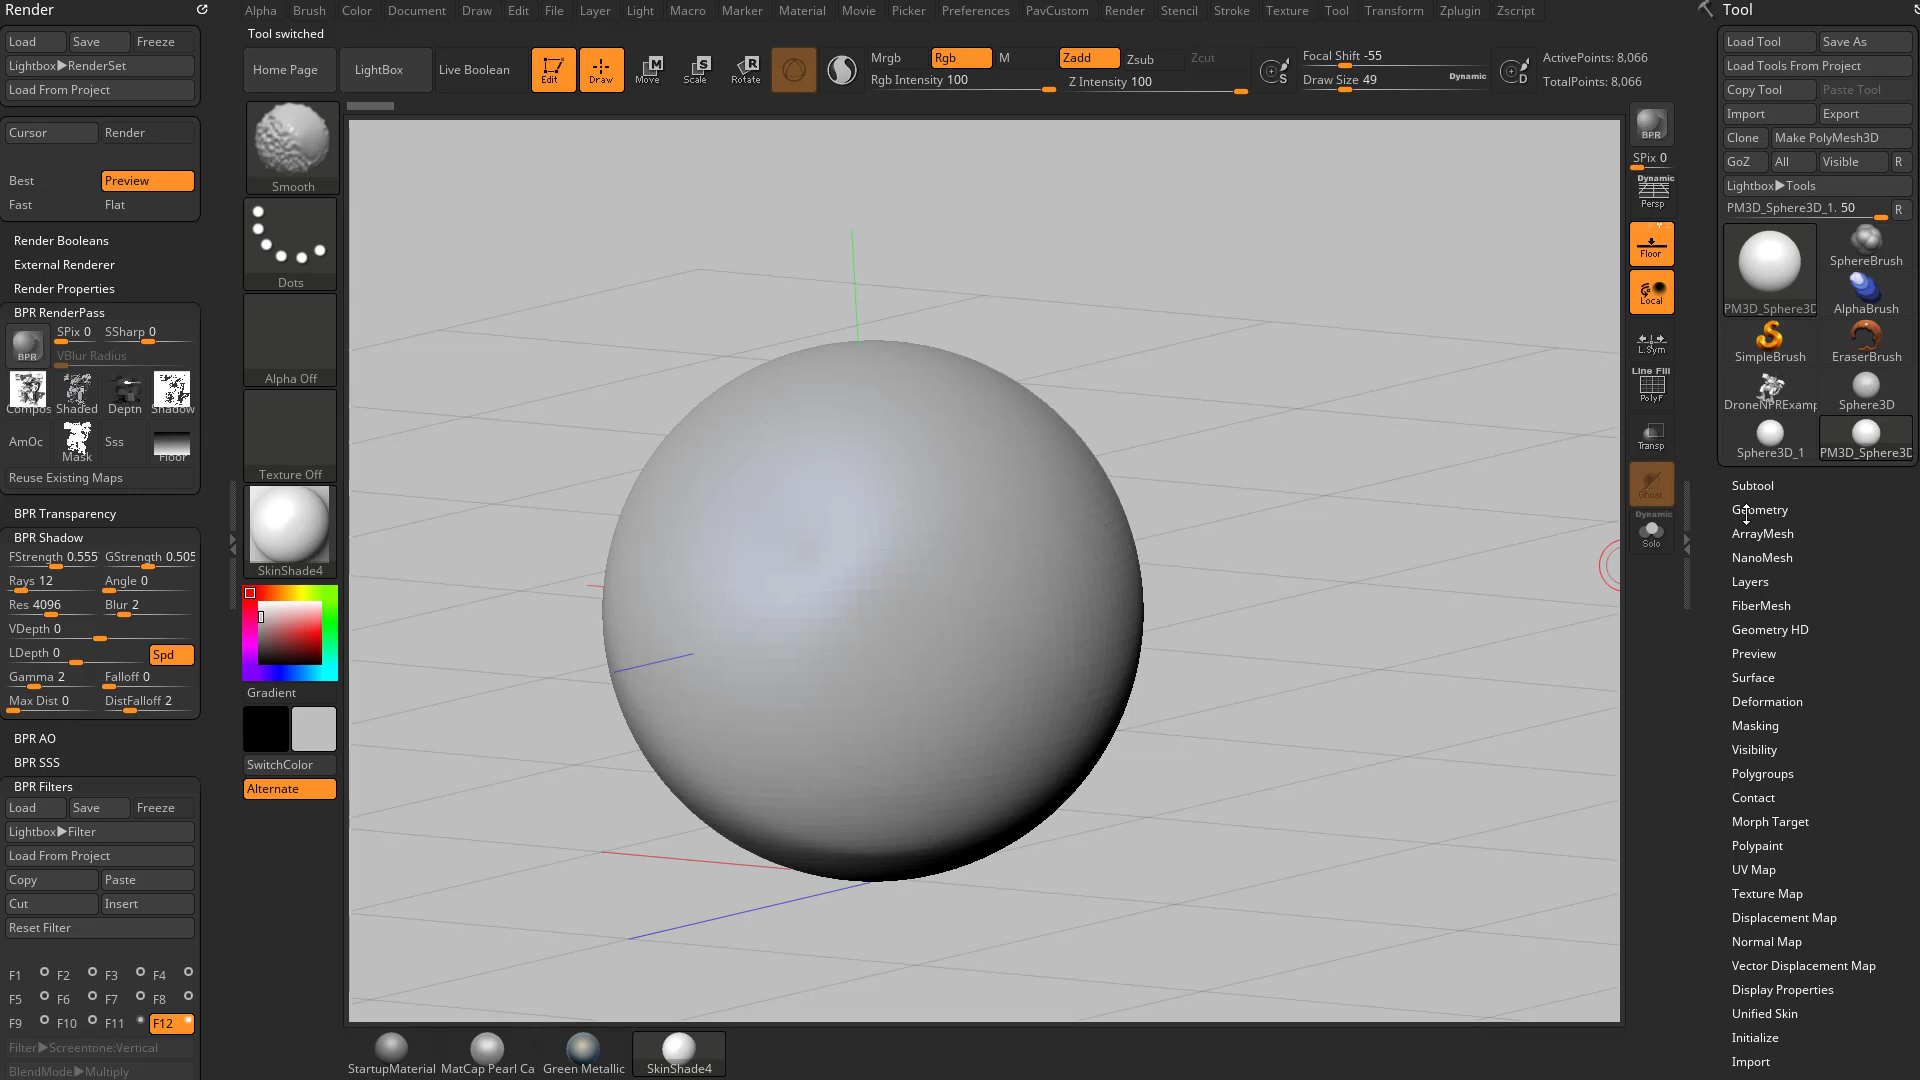 Render
Alpha Brush Color Document Draw Edit File Layer Light Macro Marker Material Movie Picker Preferences PavCustom Render Stencil Stroke Texture Tool Transform Zplugin Zscript
Tool
Tool switched
Load Save Freeze
Lightbox▶RenderSet
Load From Project
Cursor Render
Best Preview
Fast Flat
Render Booleans
External Renderer
Render Properties
BPR RenderPass
BPR SPix 0 SSharp 0
VBlur Radius
Compos Shaded Depth Shadow
AmOc Mask Sss Floor
Reuse Existing Maps
BPR Transparency
BPR Shadow
FStrength 0.555 GStrength 0.505
Rays 12 Angle 0
Res 4096 Blur 2
VDepth 0
LDepth 0 Spd
Gamma 2 Falloff 0
Max Dist 0 DistFalloff 2
BPR AO
BPR SSS
BPR Filters
Load Save Freeze
Lightbox▶Filter
Load From Project
Copy Paste
Cut Insert
Reset Filter
F1 F2 F3 F4
F5 F6 F7 F8
F9 F10 F11 F12
Filter▶Screentone:Vertical
BlendMode▶Multiply
Home Page LightBox Live Boolean Edit Draw Move Scale Rotate
Mrgb Rgb M Zadd Zsub Zcut
Rgb Intensity 100 Z Intensity 100
Focal Shift -55
Draw Size 49 Dynamic
ActivePoints: 8,066
TotalPoints: 8,066
Smooth
Dots
Alpha Off
Texture Off
SkinShade4
Gradient
SwitchColor
Alternate
StartupMaterial MatCap Pearl Ca Green Metallic SkinShade4
BPR
SPix 0
Dynamic
Persp
Floor
Local
L.Sym
Line Fill
PolyF
Transp
Ghost
Dynamic
Solo
Load Tool Save As
Load Tools From Project
Copy Tool Paste Tool
Import Export
Clone Make PolyMesh3D
GoZ All Visible R
Lightbox▶Tools
PM3D_Sphere3D_1. 50 R
PM3D_Sphere3D SphereBrush
AlphaBrush
SimpleBrush EraserBrush
DroneNPRExamp Sphere3D
Sphere3D_1 PM3D_Sphere3D
Subtool
Geometry
ArrayMesh
NanoMesh
Layers
FiberMesh
Geometry HD
Preview
Surface
Deformation
Masking
Visibility
Polygroups
Contact
Morph Target
Polypaint
UV Map
Texture Map
Displacement Map
Normal Map
Vector Displacement Map
Display Properties
Unified Skin
Initialize
Import